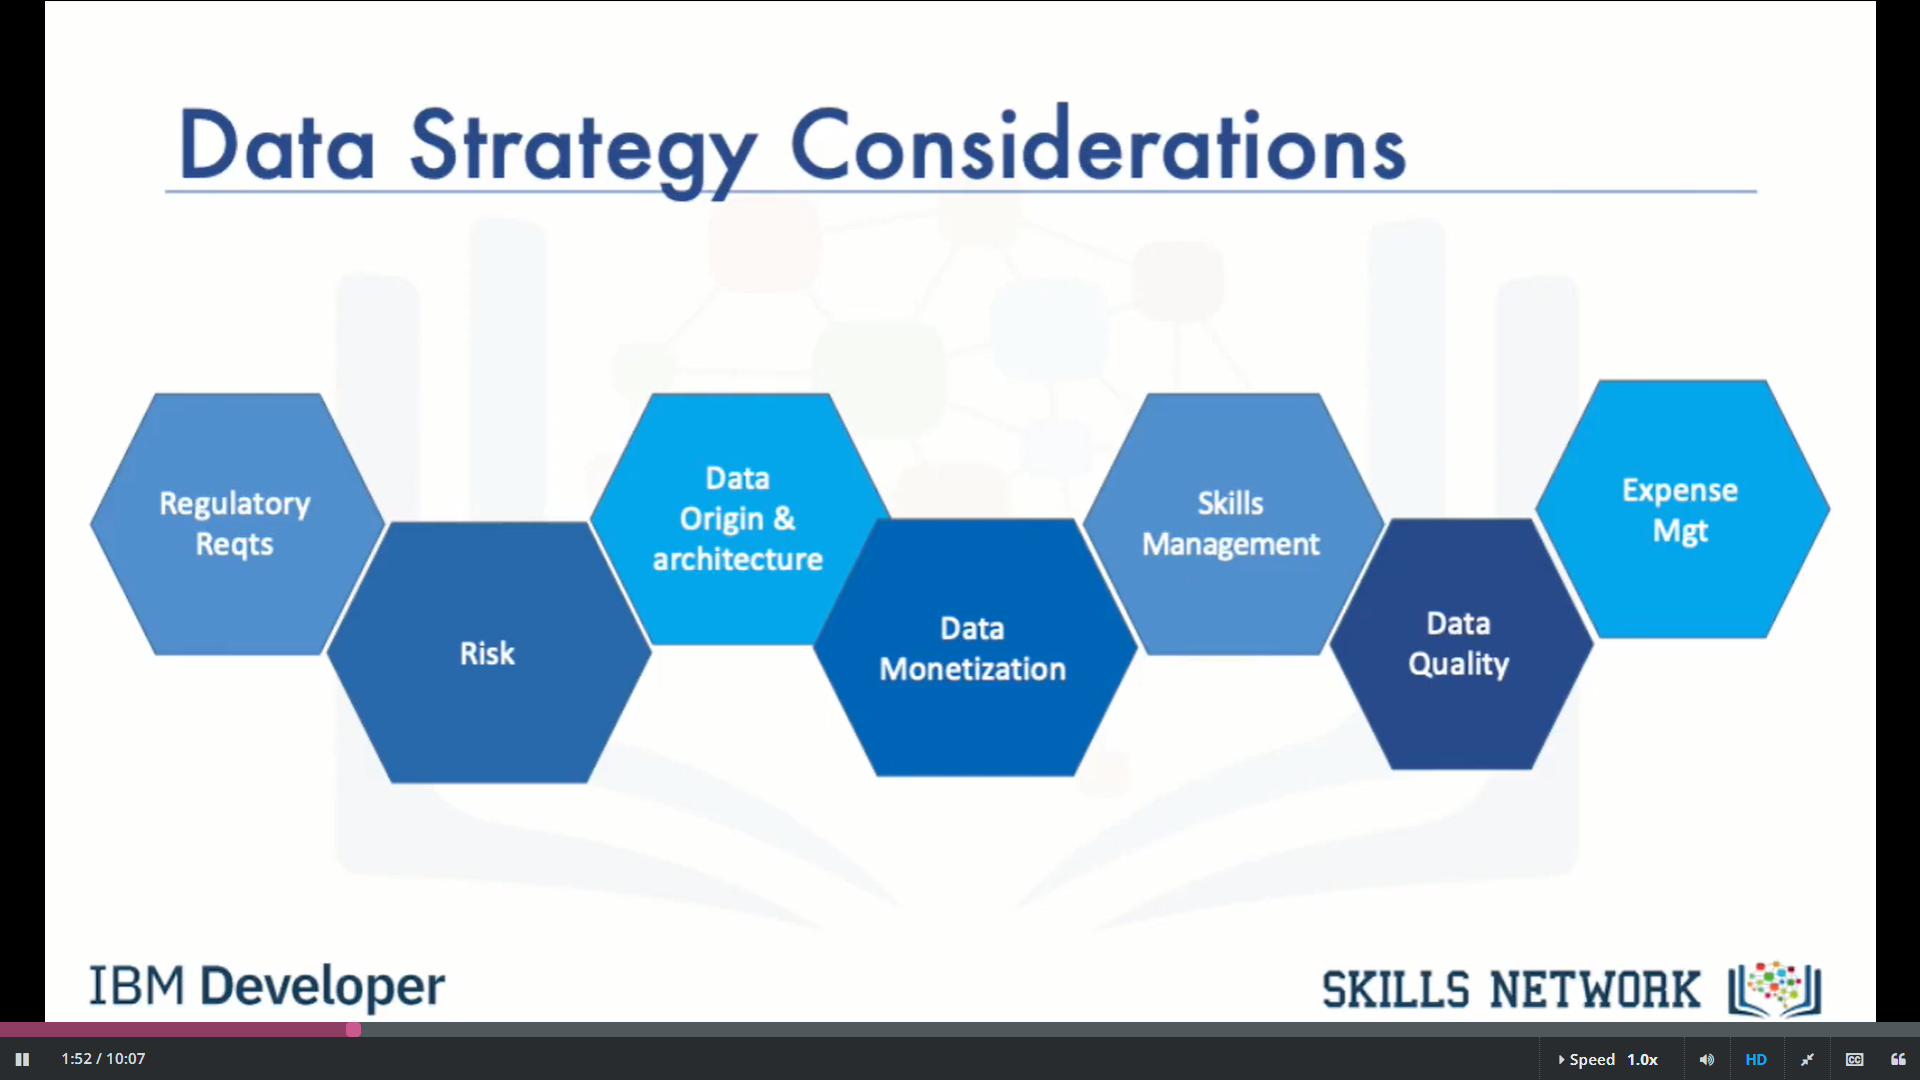 Data Strategy Considerations
Regulatory
Reqts
Risk
Data
Origin &
architecture
Data
Monetization
Skills
Management
Data
Quality
Expense
Mgt
IBM Developer
SKILLS NETWORK
1:52 / 10:07
Speed 1.0x
HD
CC